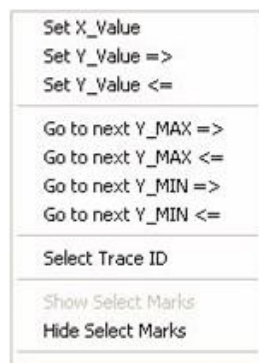 Set X_Value
Set Y_Value =>
Set Y_Value <=
Go to next Y_MAX =>
Go to next Y_MAX <=
Go to next Y_MIN =>
Go to next Y_MIN <=
Select Trace ID
Show Select Marks
Hide Select Marks